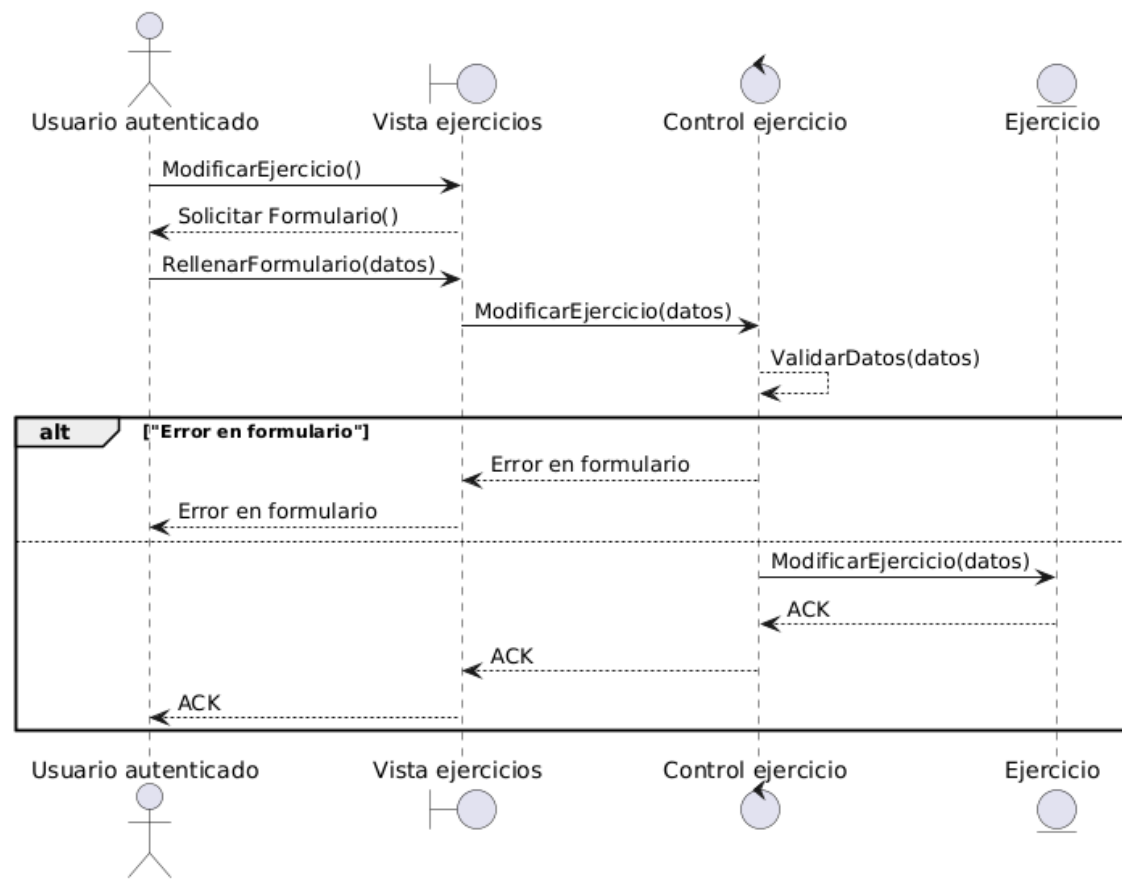 Usuario autenticado
Vista ejercicios
Control ejercicio
Ejercicio
ModificarEjercicio()
Solicitar Formulario()
RellenarFormulario(datos)
ModificarEjercicio(datos)
ValidarDatos(datos)
alt
["Error en formulario"]
Error en formulario
Error en formulario
ModificarEjercicio(datos)
ACK
ACK
ACK
Usuario autenticado
Vista ejercicios
Control ejercicio
Ejercicio